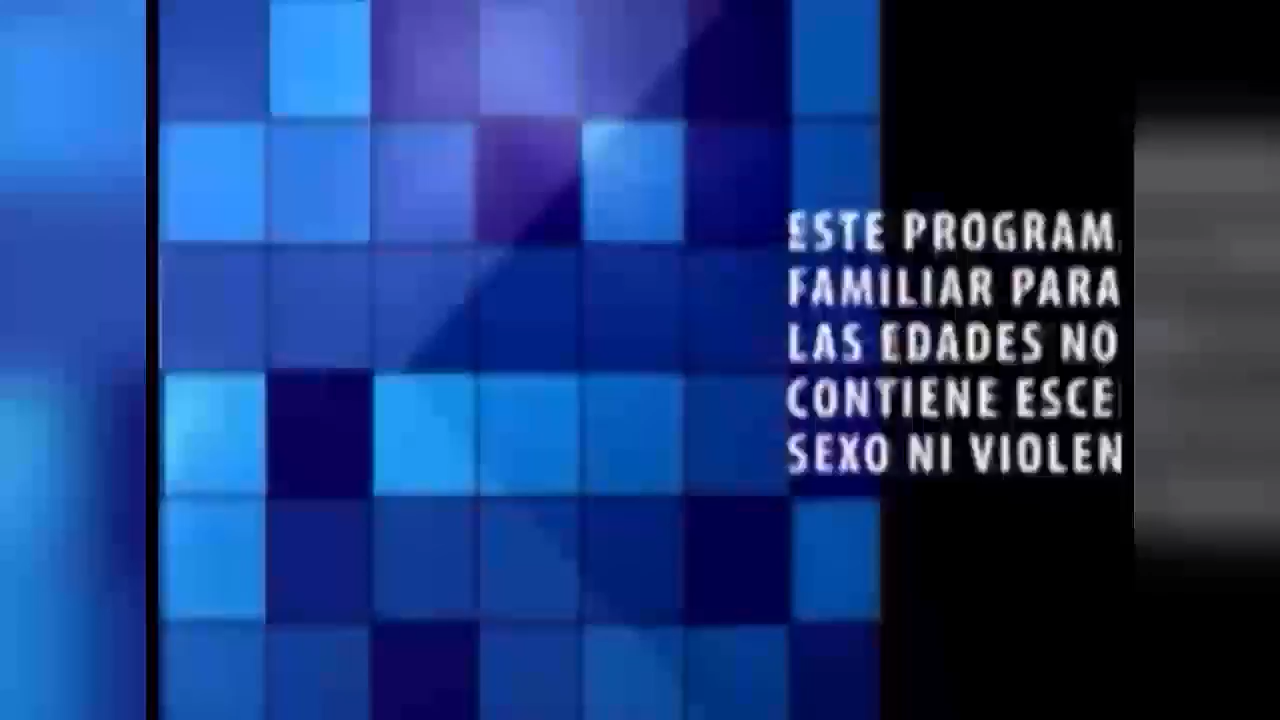 ESTE PROGRAM
FAMILIAR PARA
LAS EDADES NO
CONTIENE ESCE
SEXO NI VIOLEN